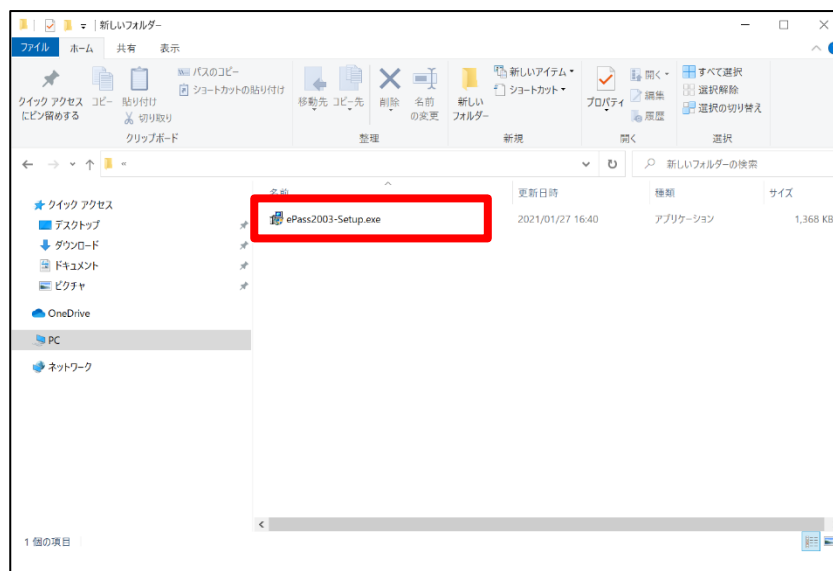 新しいフォルダー
ファイル ホーム 共有 表示
クイック アクセス
にピン留めする
コピー
貼り付け
パスのコピー
ショートカットの貼り付け
切り取り
クリップボード
移動先 コピー先
削除
名前
の変更
整理
新しい
フォルダー
新しいアイテム
ショートカット
新規
プロパティ
開く
編集
履歴
開く
すべて選択
選択解除
選択の切り替え
選択
«
新しいフォルダーの検索
名前 更新日時 種類 サイズ
クイック アクセス
デスクトップ
ダウンロード
ドキュメント
ピクチャ
OneDrive
PC
ネットワーク
ePass2003-Setup.exe 2021/01/27 16:40 アプリケーション 1,368 KB
1 個の項目